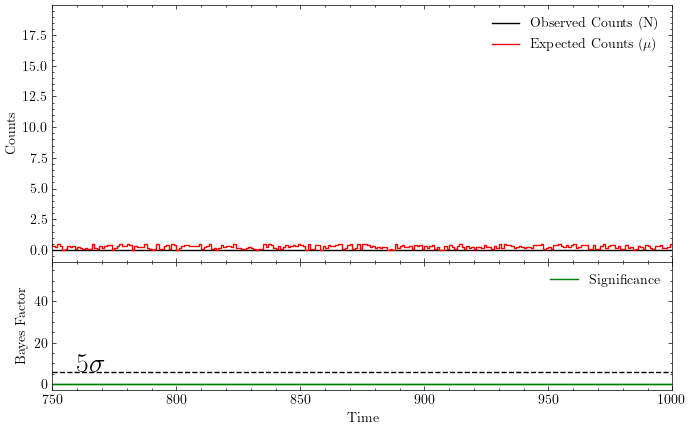 Observed Counts (N)
Expected Counts (μ)
Counts
17.5
15.0
12.5
10.0
7.5
5.0
2.5
0.0
Significance
Bayes Factor
40
20
0
5σ
750 800 850 900 950 1000
Time